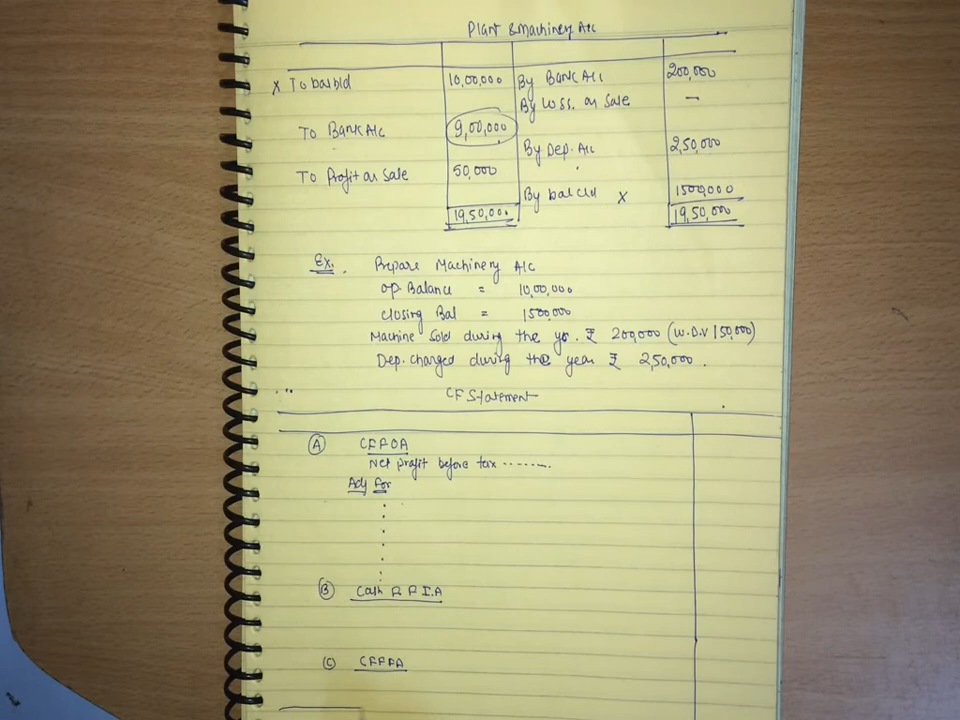 Plant & Machinery A/c
x To bal b/d 10,00,000 By Bank A/c 200,000
By Loss on Sale —
To Bank A/c 9,00,000
By Dep. A/c 2,50,000
To Profit on Sale 50,000
By bal c/d x 1500,000
19,50,000 19,50,000
Ex. Prepare Machinery A/c
op. Balance = 10,00,000
closing Bal = 1500,000
Machine Sold during the yr. ₹ 200,000 (W.D.V 150,000)
Dep. charged during the year ₹ 2,50,000.
CF Statement
(A) CFFOA
Net profit before tax ........
Adj for
(B) Cash F F I.A
(C) CFFFA